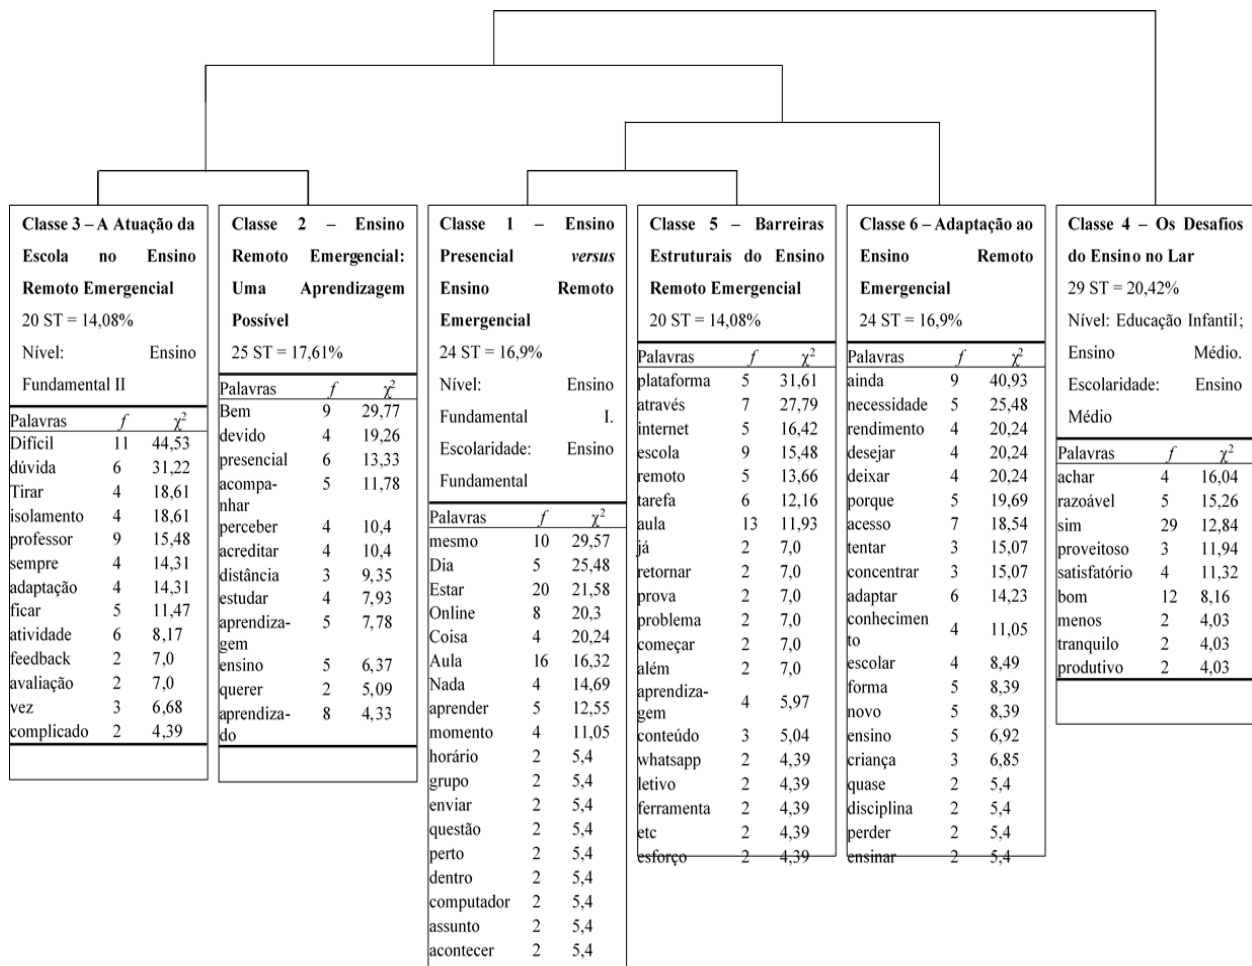 Classe 3 – A Atuação da
Escola no Ensino
Remoto Emergencial
20 ST = 14,08%
Nível: Ensino
Fundamental II
Palavras f χ²
Difícil 11 44,53
dúvida 6 31,22
Tirar 4 18,61
isolamento 4 18,61
professor 9 15,48
sempre 4 14,31
adaptação 4 14,31
ficar 5 11,47
atividade 6 8,17
feedback 2 7,0
avaliação 2 7,0
vez 3 6,68
complicado 2 4,39
Classe 2 – Ensino
Remoto Emergencial:
Uma Aprendizagem
Possível
25 ST = 17,61%
Palavras f χ²
Bem 9 29,77
devido 4 19,26
presencial 6 13,33
acompa-
nhar 5 11,78
perceber 4 10,4
acreditar 4 10,4
distância 3 9,35
estudar 4 7,93
aprendiza-
gem 5 7,78
ensino 5 6,37
querer 2 5,09
aprendiza-
do 8 4,33
Classe 1 – Ensino
Presencial versus
Ensino Remoto
Emergencial
24 ST = 16,9%
Nível: Ensino
Fundamental I.
Escolaridade: Ensino
Fundamental
Palavras f χ²
mesmo 10 29,57
Dia 5 25,48
Estar 20 21,58
Online 8 20,3
Coisa 4 20,24
Aula 16 16,32
Nada 4 14,69
aprender 5 12,55
momento 4 11,05
horário 2 5,4
grupo 2 5,4
enviar 2 5,4
questão 2 5,4
perto 2 5,4
dentro 2 5,4
computador 2 5,4
assunto 2 5,4
acontecer 2 5,4
Classe 5 – Barreiras
Estruturais do Ensino
Remoto Emergencial
20 ST = 14,08%
Palavras f χ²
plataforma 5 31,61
através 7 27,79
internet 5 16,42
escola 9 15,48
remoto 5 13,66
tarefa 6 12,16
aula 13 11,93
já 2 7,0
retornar 2 7,0
prova 2 7,0
problema 2 7,0
começar 2 7,0
além 2 7,0
aprendiza-
gem 4 5,97
conteúdo 3 5,04
whatsapp 2 4,39
letivo 2 4,39
ferramenta 2 4,39
etc 2 4,39
esforço 2 4,39
Classe 6 – Adaptação ao
Ensino Remoto
Emergencial
24 ST = 16,9%
Palavras f χ²
ainda 9 40,93
necessidade 5 25,48
rendimento 4 20,24
desejar 4 20,24
deixar 4 20,24
porque 5 19,69
acesso 7 18,54
tentar 3 15,07
concentrar 3 15,07
adaptar 6 14,23
conhecimen
to 4 11,05
escolar 4 8,49
forma 5 8,39
novo 5 8,39
ensino 5 6,92
criança 3 6,85
quase 2 5,4
disciplina 2 5,4
perder 2 5,4
ensinar 2 5,4
Classe 4 – Os Desafios
do Ensino no Lar
29 ST = 20,42%
Nível: Educação Infantil;
Ensino Médio.
Escolaridade: Ensino
Médio
Palavras f χ²
achar 4 16,04
razoável 5 15,26
sim 29 12,84
proveitoso 3 11,94
satisfatório 4 11,32
bom 12 8,16
menos 2 4,03
tranquilo 2 4,03
produtivo 2 4,03